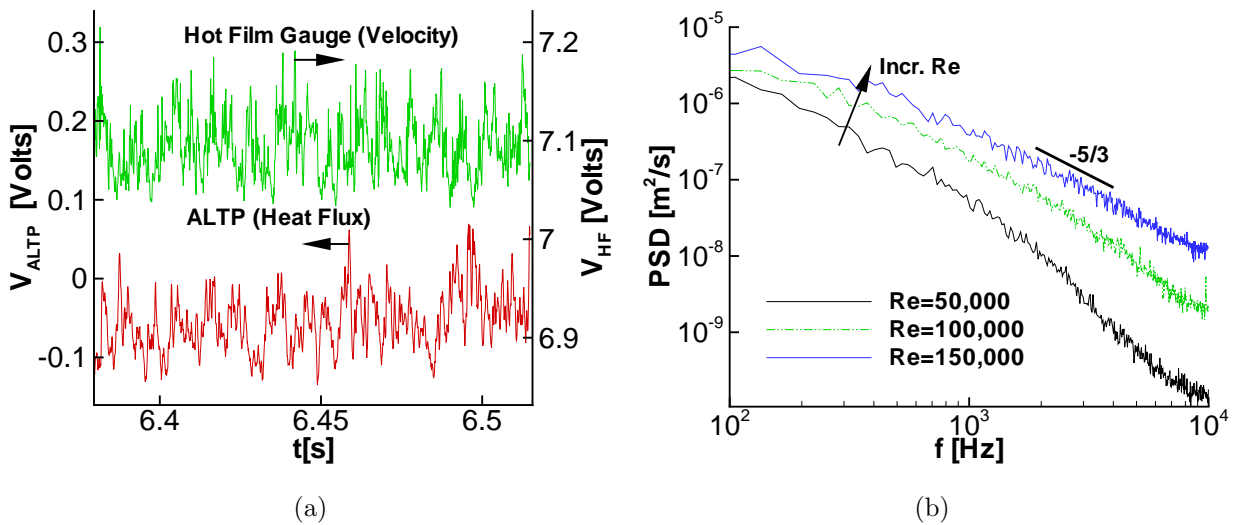 0.3
0.2
0.1
0
-0.1
V_ALTP [Volts]
Hot Film Gauge (Velocity)
ALTP (Heat Flux)
7.2
7.1
7
6.9
V_HF [Volts]
6.4
6.45
6.5
t[s]
(a)
10^-5
10^-6
10^-7
10^-8
10^-9
PSD [m^2/s]
Incr. Re
-5/3
Re=50,000
Re=100,000
Re=150,000
10^2
10^3
10^4
f [Hz]
(b)